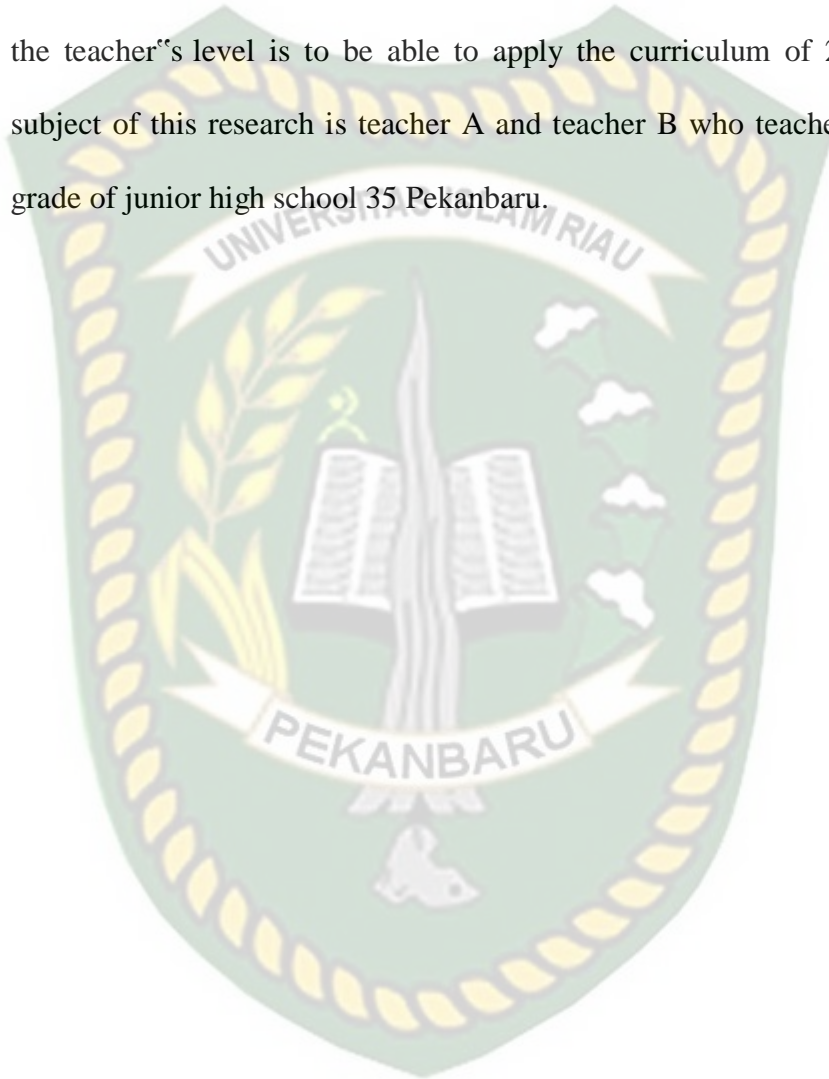 the teacher‟s level is to be able to apply the curriculum of 2
subject of this research is teacher A and teacher B who teache
grade of junior high school 35 Pekanbaru.
UNIVERSITAS ISLAM RIAU
PEKANBARU